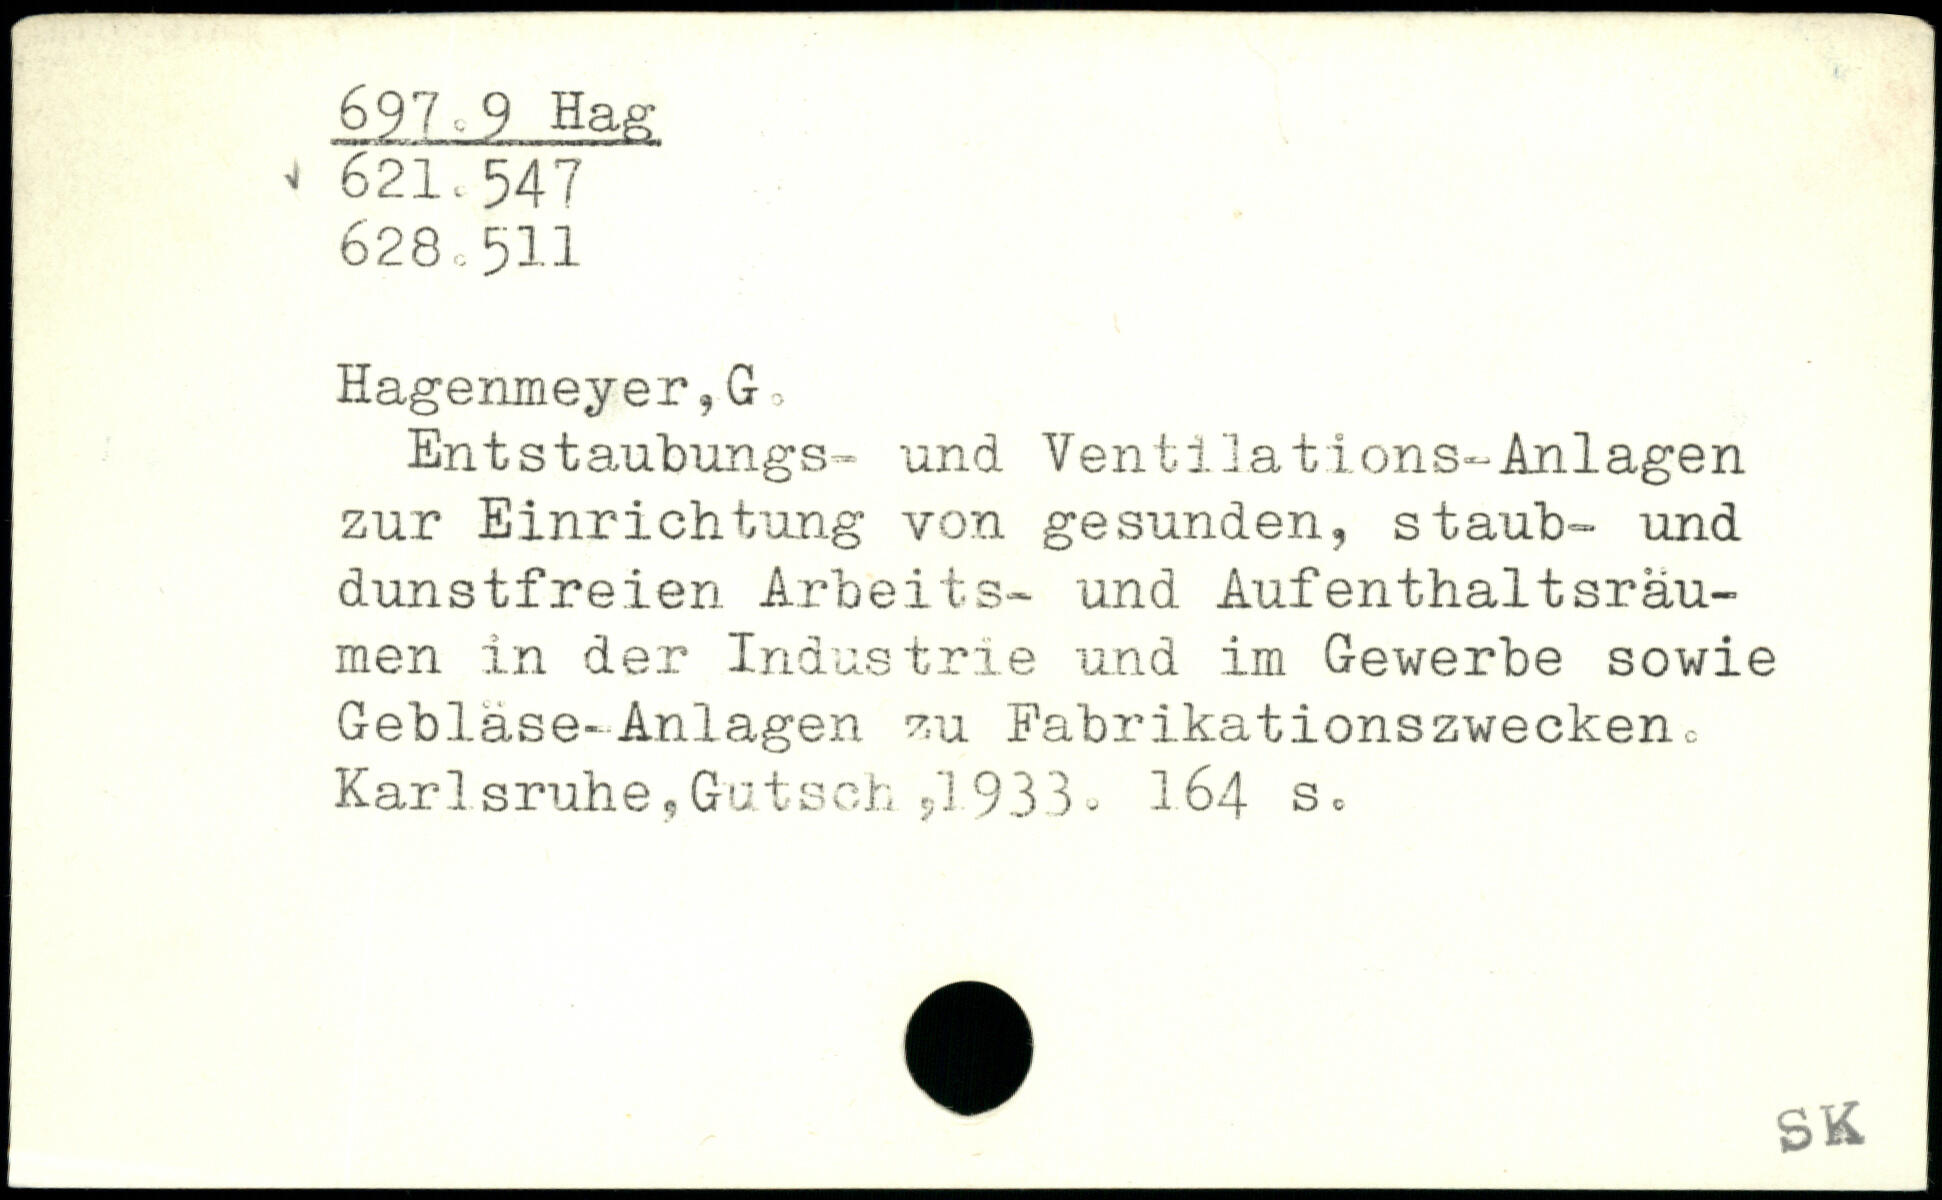 697.9 Hag
621.547
628.511
Hagenmeyer,G.
Entstaubungs- und Ventilations-Anlagen
zur Einrichtung von gesunden, staub- und
dunstfreien Arbeits- und Aufenthaltsräu-
men in der Industrie und im Gewerbe sowie
Gebläse-Anlagen zu Fabrikationszwecken.
Karlsruhe,Gutsch,1933. 164 s.
SK